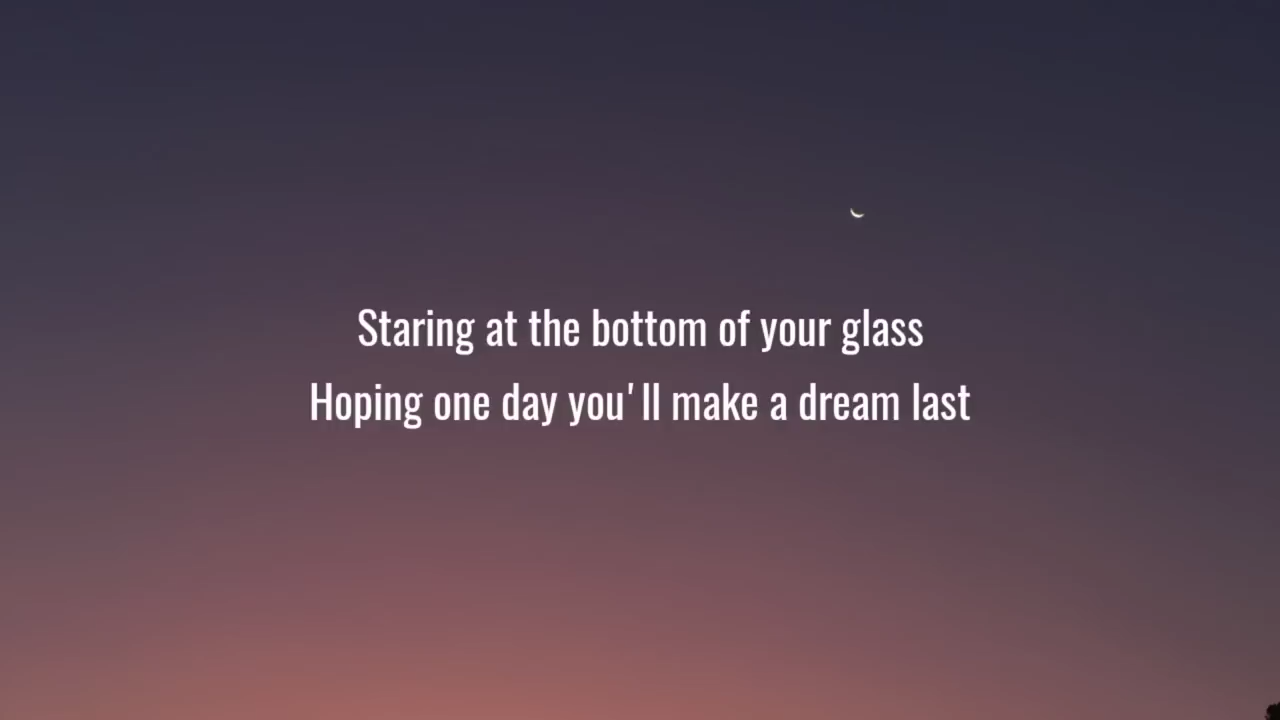 Staring at the bottom of your glass
Hoping one day you'll make a dream last